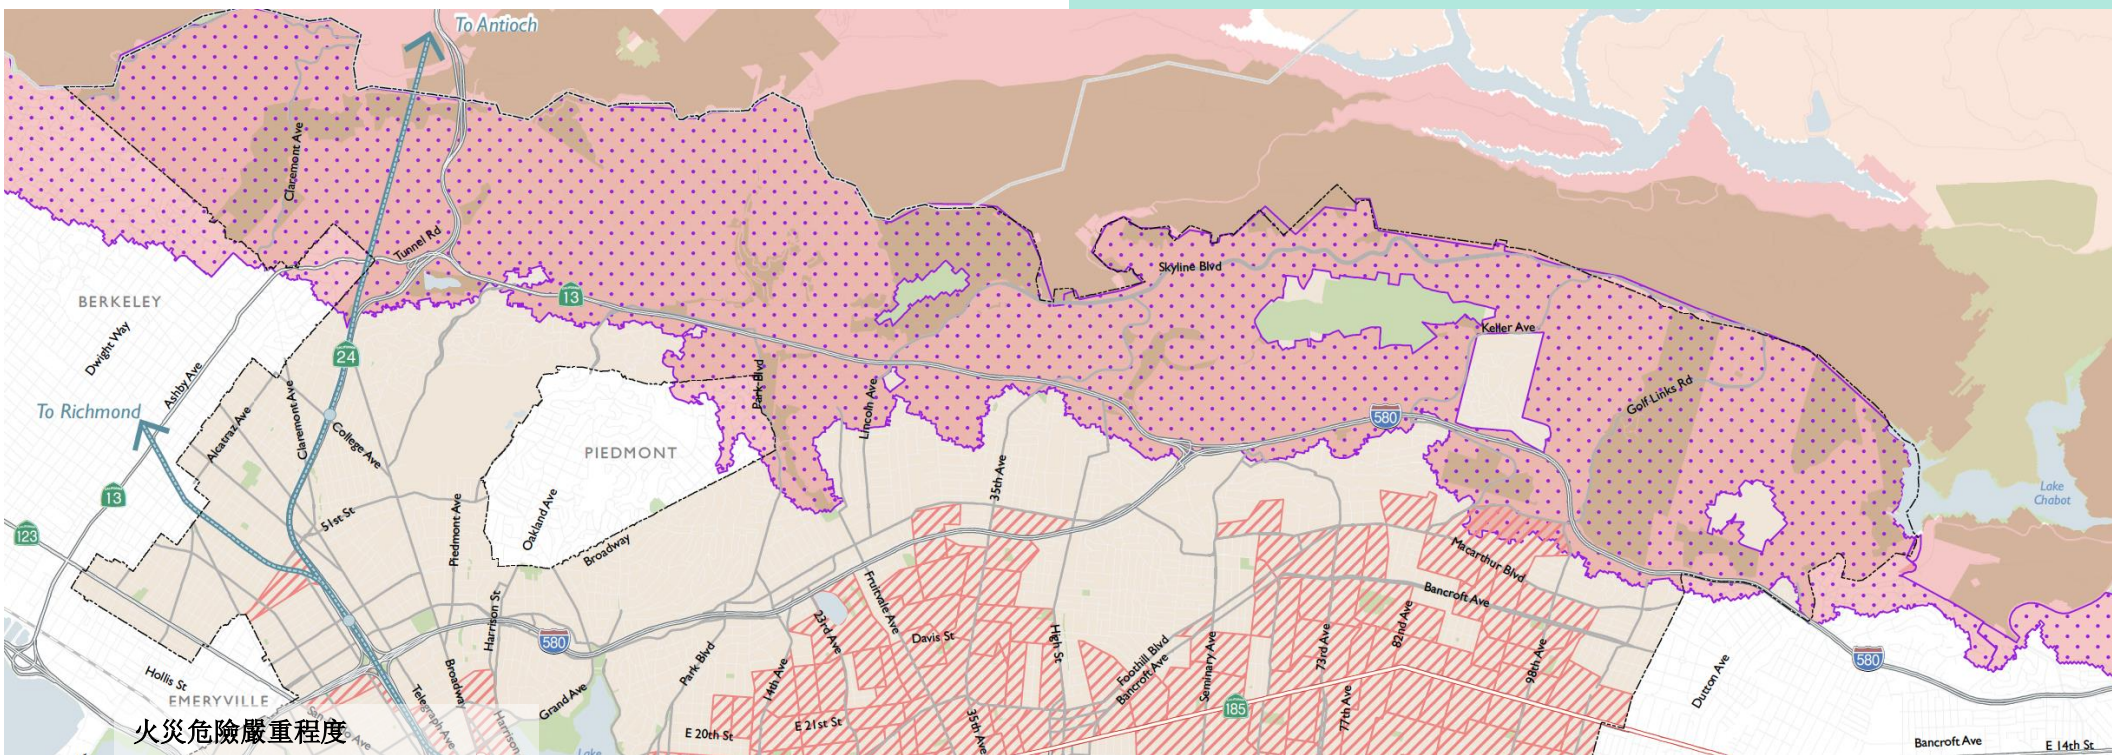 To Antioch
Claremont Ave
Tunnel Rd
BERKELEY
Dwight Way
Ashby Ave
13
24
Skyline Blvd
Keller Ave
Golf Links Rd
To Richmond
Alcatraz Ave
Claremont Ave
College Ave
PIEDMONT
Park Blvd
Lincoln Ave
580
35th Ave
13
123
51st St
Piedmont Ave
Oakland Ave
Broadway
Lake
Chabot
Macarthur Blvd
Bancroft Ave
Fruitvale Ave
23rd Ave
Davis St
High St
Foothill Blvd
Bancroft Ave
Seminary Ave
73rd Ave
82nd Ave
98th Ave
77th Ave
185
Harrison St
580
Park Blvd
14th Ave
Grand Ave
Broadway
Telegraph Ave
Harrison
Hollis St
EMERYVILLE
San Pablo Ave
火災危險嚴重程度
Lake
E 20th St
E 21st St
35th Ave
580
Dutton Ave
Bancroft Ave
E 14th St